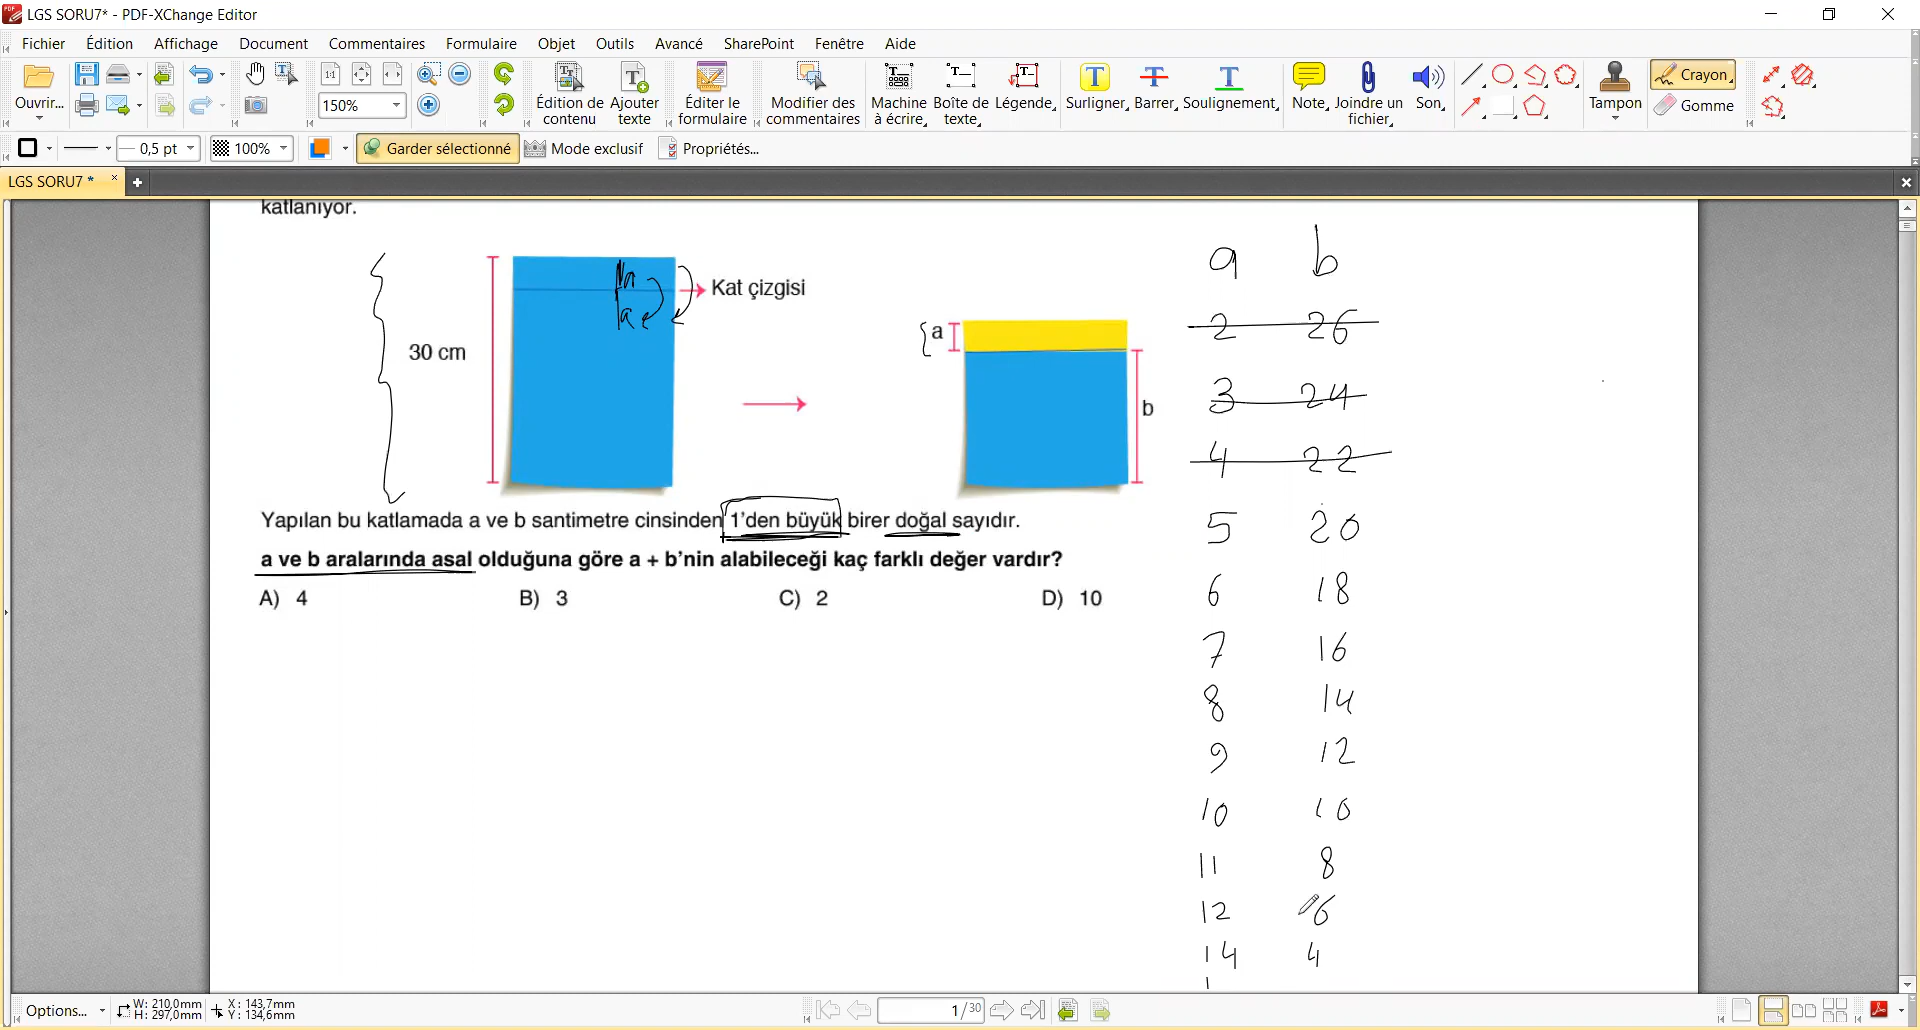 LGS SORU7* - PDF-XChange Editor
Fichier Édition Affichage Document Commentaires Formulaire Objet Outils Avancé SharePoint Fenêtre Aide
Ouvrir... 150% Édition de contenu Ajouter texte Éditer le formulaire Modifier des commentaires Machine à écrire Boîte de texte Légende Surligner Barrer Soulignement Note Joindre un fichier Son Tampon Crayon
Gomme
0,5 pt 100% Garder sélectionné Mode exclusif Propriétés...
LGS SORU7 *
katlanıyor.
a b
Kat çizgisi
a
a
30 cm
a
b
2 26
3 24
4 22
5 20
6 18
7 16
8 14
9 12
10 10
11 8
12 6
14 4
Yapılan bu katlamada a ve b santimetre cinsinden 1'den büyük birer doğal sayıdır.
a ve b aralarında asal olduğuna göre a + b'nin alabileceği kaç farklı değer vardır?
A) 4 B) 3 C) 2 D) 10
Options... W: 210,0mm X: 143,7mm 1/30
H: 297,0mm Y: 134,6mm